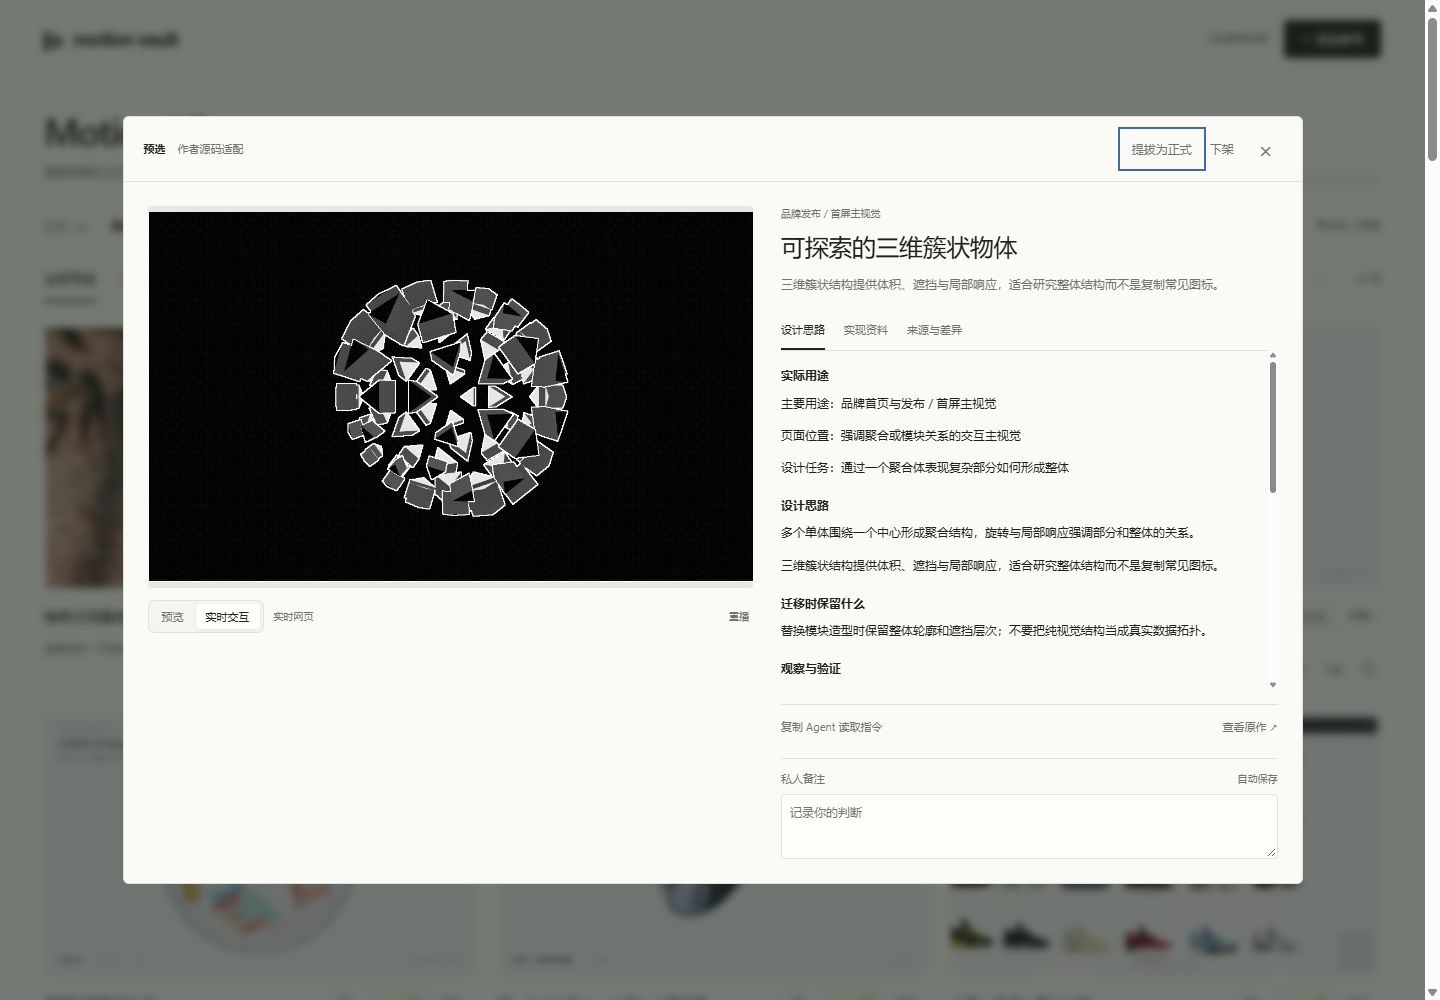 motion vault
预选 作者源码适配 提拔为正式 下架 ×
品牌发布 / 首屏主视觉
可探索的三维簇状物体
三维簇状结构提供体积、遮挡与局部响应，适合研究整体结构而不是复制常见图标。
设计思路 实现资料 来源与差异
实际用途
主要用途：品牌首页与发布 / 首屏主视觉
页面位置：强调聚合或模块关系的交互主视觉
设计任务：通过一个聚合体表现复杂部分如何形成整体
设计思路
多个单体围绕一个中心形成聚合结构，旋转与局部响应强调部分和整体的关系。
三维簇状结构提供体积、遮挡与局部响应，适合研究整体结构而不是复制常见图标。
迁移时保留什么
替换模块造型时保留整体轮廓和遮挡层次；不要把纯视觉结构当成真实数据拓扑。
观察与验证
预览 实时交互 实时网页 重播
复制 Agent 读取指令 查看原作 ↗
私人备注 自动保存
记录你的判断